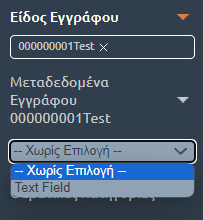 Είδος Εγγράφου
000000001Test ×
Μεταδεδομένα
Εγγράφου
000000001Test
-- Χωρίς Επιλογή --
-- Χωρίς Επιλογή --
Text Field